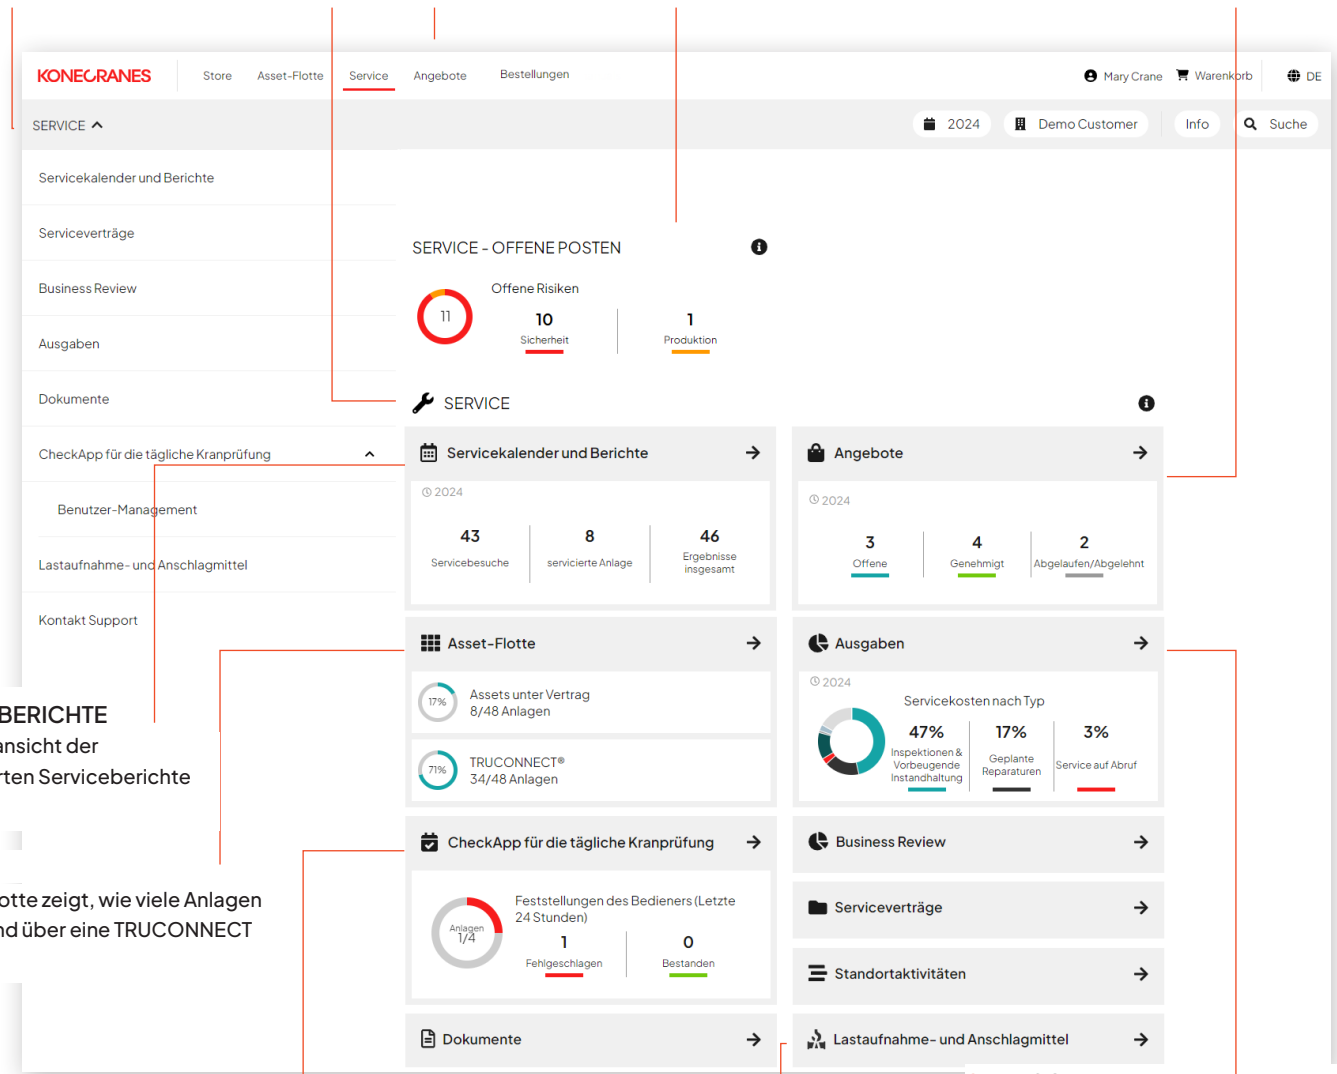 KONECRANES
Store
Asset-Flotte
Service
Angebote
Bestellungen
Mary Crane
Warenkorb
DE
SERVICE
2024
Demo Customer
Info
Suche
Servicekalender und Berichte
Serviceverträge
Business Review
Ausgaben
Dokumente
CheckApp für die tägliche Kranprüfung
Benutzer-Management
Lastaufnahme- und Anschlagmittel
Kontakt Support
BERICHTE
ansicht der
rten Serviceberichte
otte zeigt, wie viele Anlagen
nd über eine TRUCONNECT
SERVICE - OFFENE POSTEN
Offene Risiken
11
10
Sicherheit
1
Produktion
SERVICE
Servicekalender und Berichte
2024
43
Servicebesuche
8
servicierte Anlage
46
Ergebnisse
insgesamt
Angebote
2024
3
Offene
4
Genehmigt
2
Abgelaufen/Abgelehnt
Asset-Flotte
17%
Assets unter Vertrag
8/48 Anlagen
71%
TRUCONNECT®
34/48 Anlagen
Ausgaben
2024
Servicekosten nach Typ
47%
Inspektionen &
Vorbeugende
Instandhaltung
17%
Geplante
Reparaturen
3%
Service auf Abruf
CheckApp für die tägliche Kranprüfung
Anlagen
1/4
Feststellungen des Bedieners (Letzte
24 Stunden)
1
Fehlgeschlagen
0
Bestanden
Business Review
Serviceverträge
Standortaktivitäten
Dokumente
Lastaufnahme- und Anschlagmittel